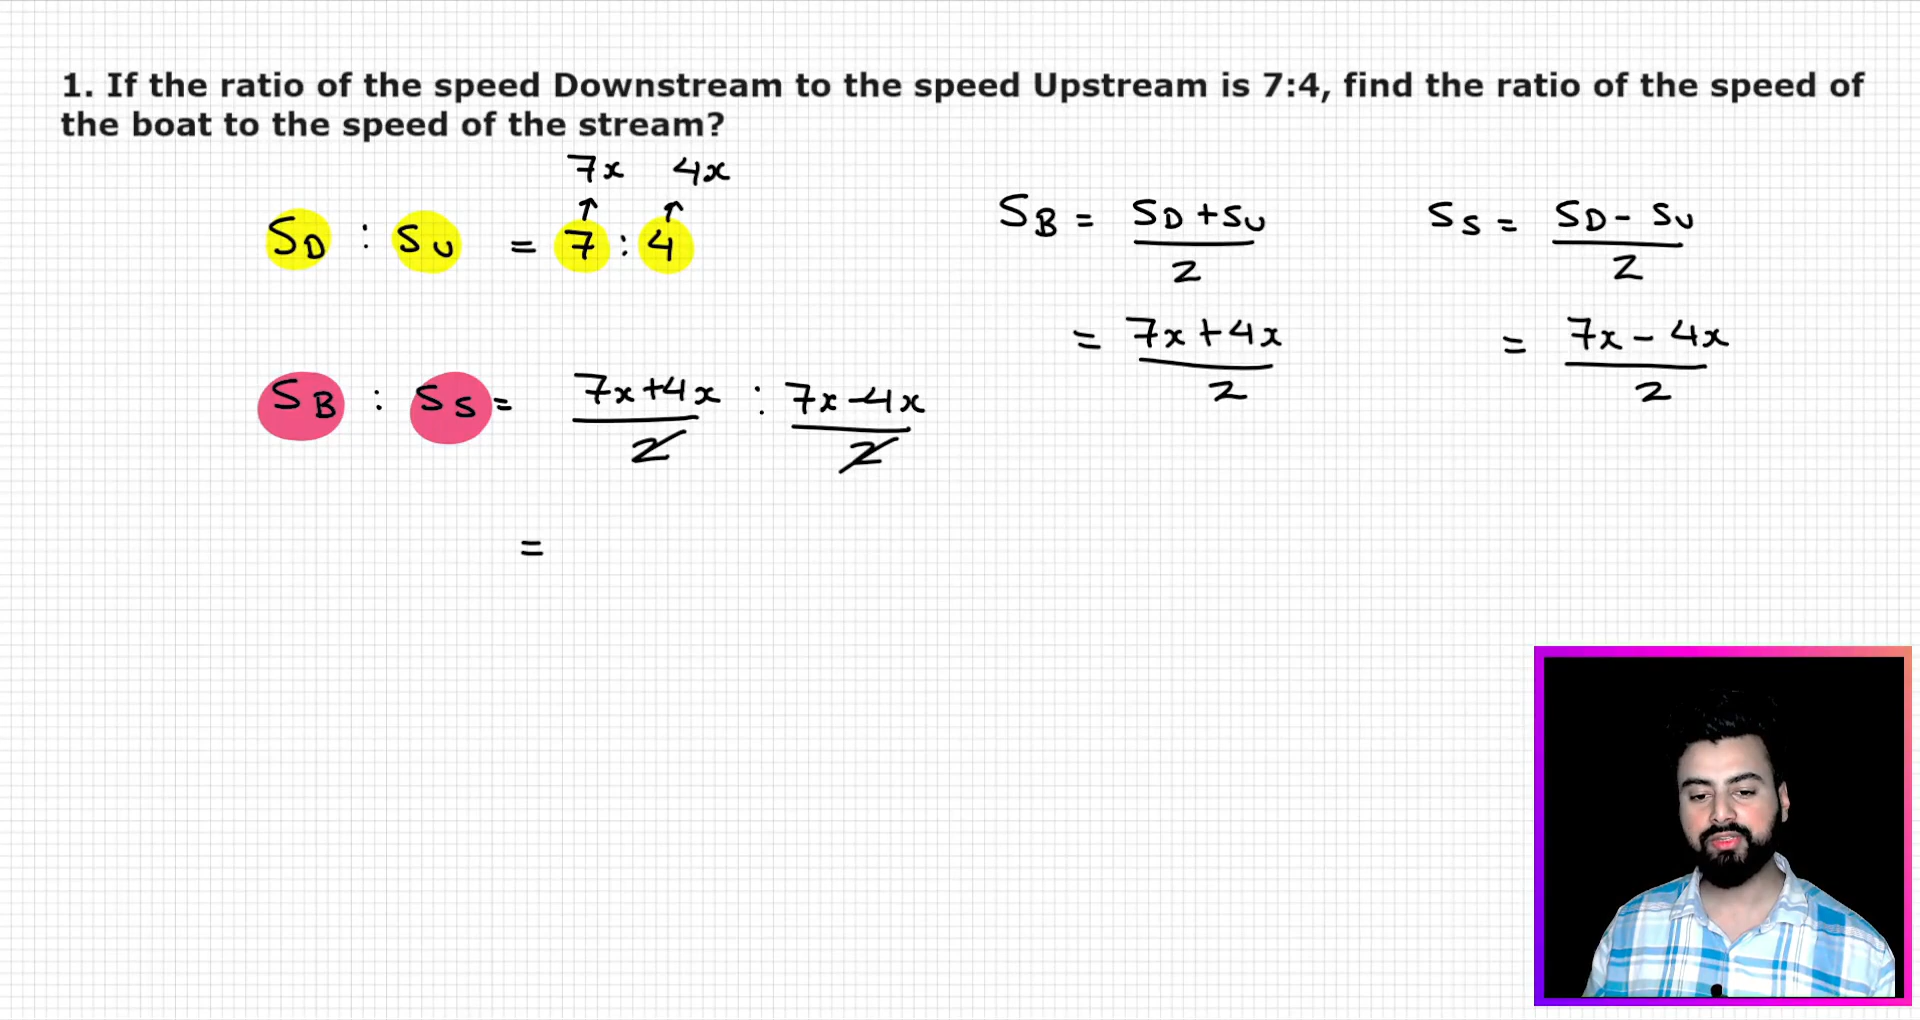 1. If the ratio of the speed Downstream to the speed Upstream is 7:4, find the ratio of the speed of
the boat to the speed of the stream?
7x 4x
↑ ↑
SD : SU = 7 : 4
SB : SS = 7x+4x/2 : 7x-4x/2
=
SB = SD+SU/2
= 7x+4x/2
SS = SD-SU/2
= 7x-4x/2